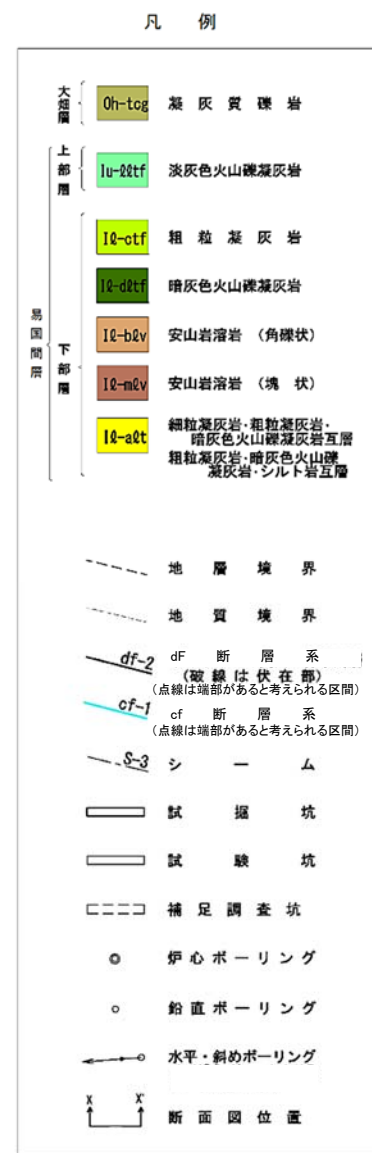 凡 例
大畑層 Oh-tcg 凝灰質礫岩
易国間層
上部層 Iu-ℓℓtf 淡灰色火山礫凝灰岩
下部層
Iℓ-ctf 粗粒凝灰岩
Iℓ-dℓtf 暗灰色火山礫凝灰岩
Iℓ-bℓv 安山岩溶岩 (角礫状)
Iℓ-mℓv 安山岩溶岩 (塊 状)
Iℓ-aℓt 細粒凝灰岩・粗粒凝灰岩・
暗灰色火山礫凝灰岩互層
粗粒凝灰岩・暗灰色火山礫
凝灰岩・シルト岩互層
地層境界
地質境界
df-2 dF 断層系
(破線は伏在部)
(点線は端部があると考えられる区間)
cf-1 cf 断層系
(点線は端部があると考えられる区間)
S-3 シーム
試掘坑
試験坑
補足調査坑
炉心ボーリング
鉛直ボーリング
水平・斜めボーリング
X X' 断面図位置